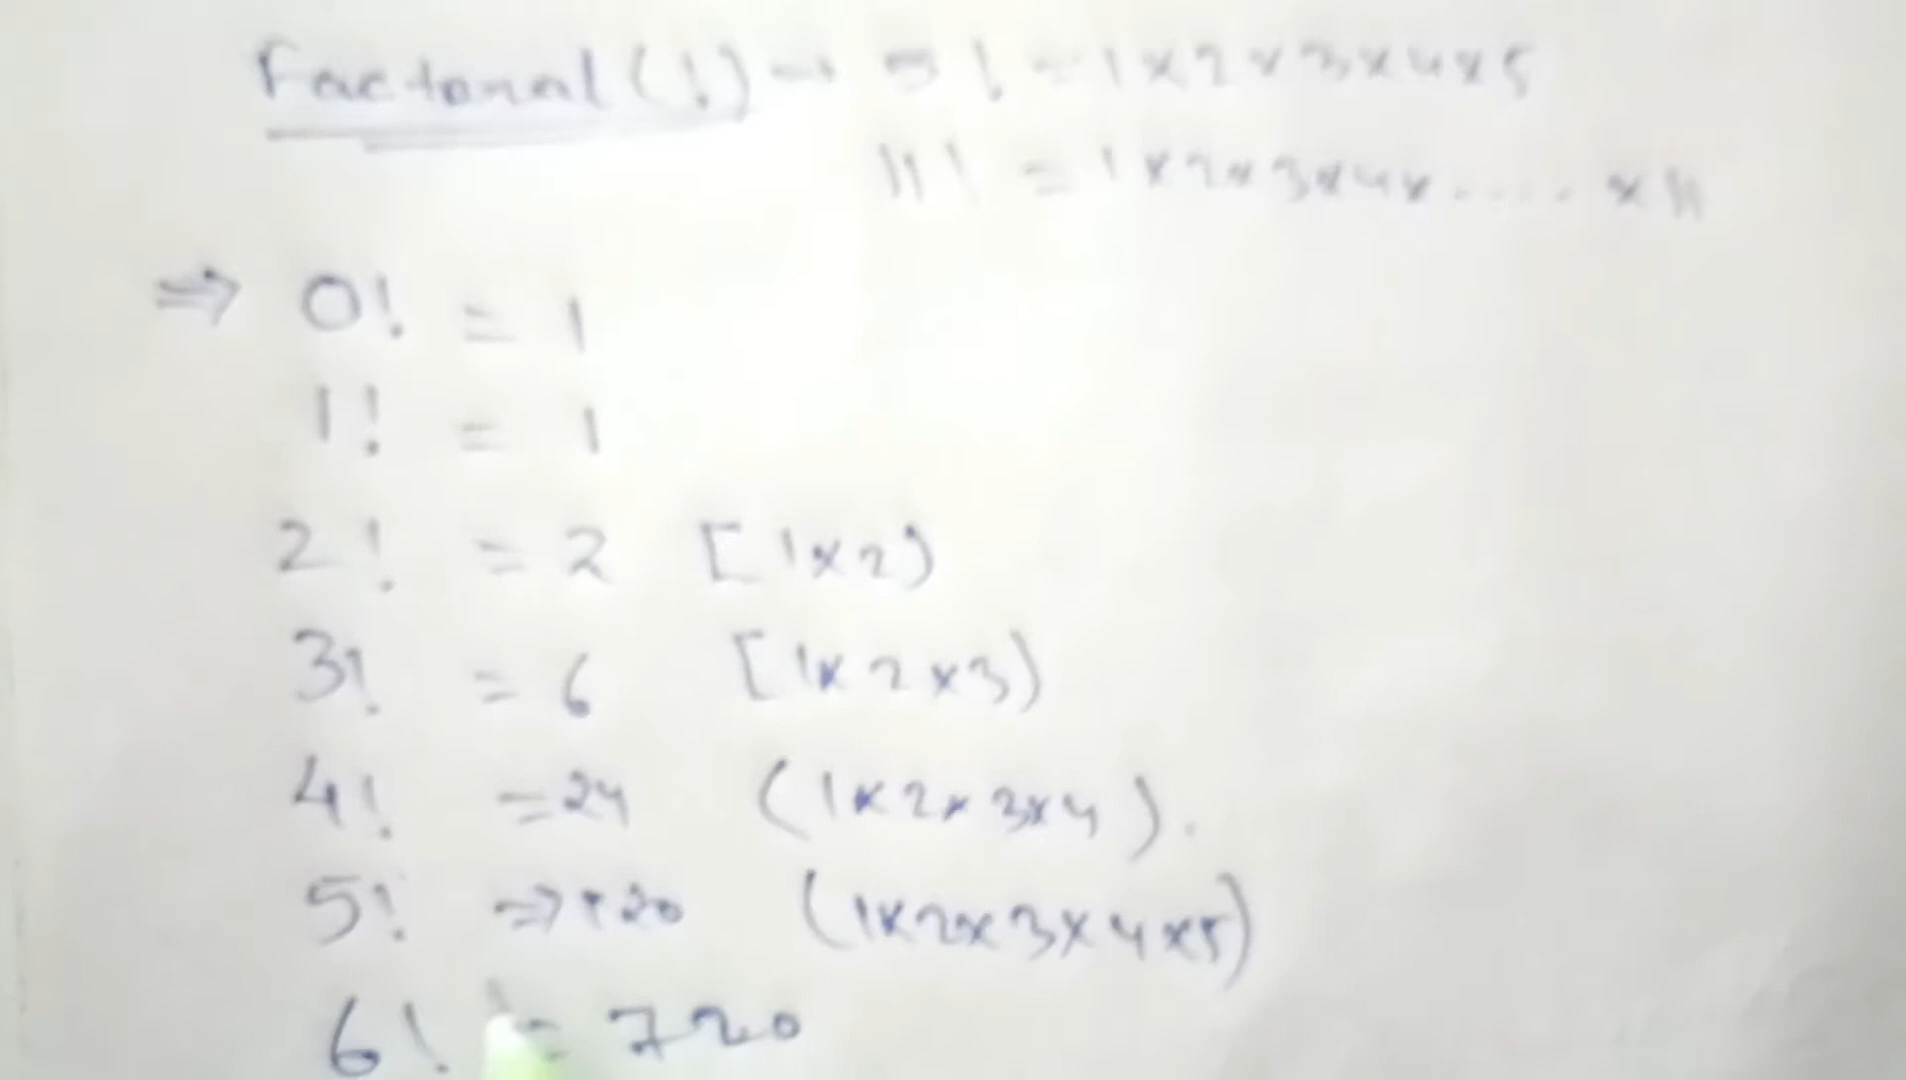 Factorial (!) → 5! = 1×2×3×4×5
11! = 1×2×3×4×.....×11
⇒ 0! = 1
1! = 1
2! = 2 [1×2)
3! = 6 [1×2×3)
4! = 24 (1×2×3×4).
5! ⇒ 120 (1×2×3×4×5)
6! = 720